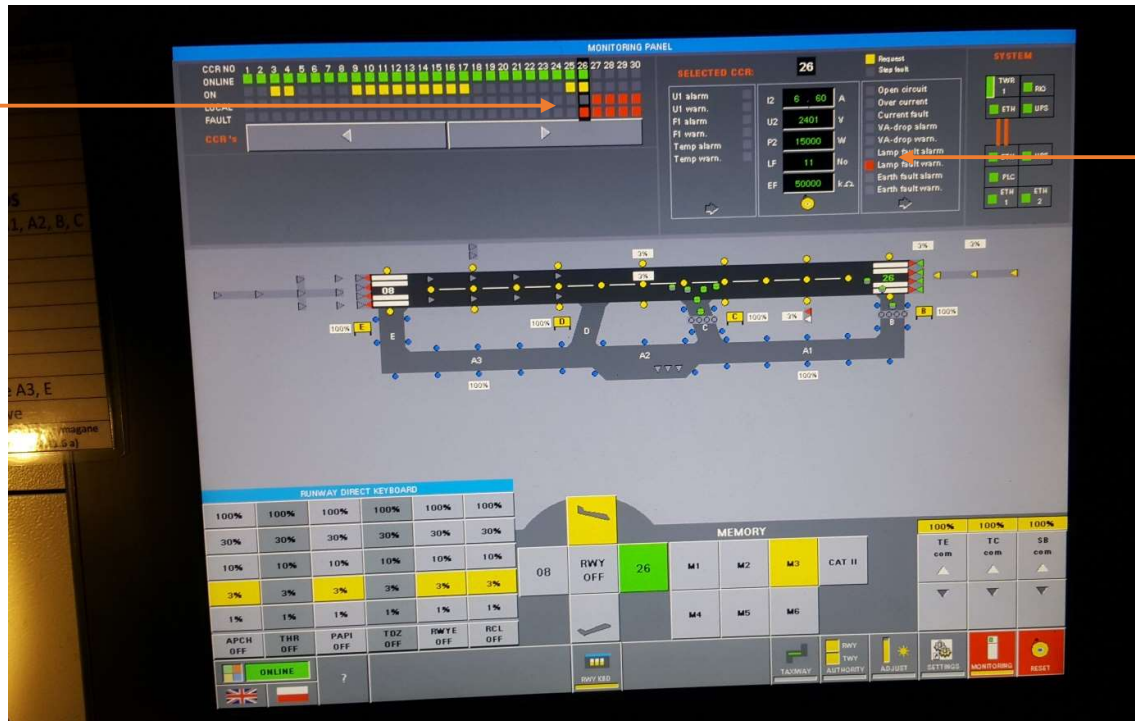 MONITORING PANEL
CCR NO 1 2 3 4 5 6 7 8 9 10 11 12 13 14 15 16 17 18 19 20 21 22 23 24 25 26 27 28 29 30
ONLINE
ON
LOCAL
FAULT
CCR's
SELECTED CCR: 26
Request
Step fault
U1 alarm
U1 warn.
F1 alarm
F1 warn.
Temp alarm
Temp warn.
I2 6 . 60 A
U2 2401 V
P2 15000 W
LF 11 No
EF 50000 kΩ
Open circuit
Over current
Current fault
VA-drop alarm
VA-drop warn.
Lamp fault alarm
Lamp fault warn.
Earth fault alarm
Earth fault warn.
SYSTEM
TWR 1 RIO
ETH UPS
ETH UPS
PLC
ETH 1 ETH 2
1, A2, B, C
e A3, E
3% 3% 3%
3%
08 26
100% E 100% D C 100% 3% B 100%
E D C B
A3 A2 A1
100% 100%
RUNWAY DIRECT KEYBOARD
100% 100% 100% 100% 100% 100%
30% 30% 30% 30% 30% 30%
10% 10% 10% 10% 10% 10%
3% 3% 3% 3% 3% 3%
1% 1% 1% 1% 1% 1%
APCH OFF THR OFF PAPI OFF TDZ OFF RWYE OFF RCL OFF
08 RWY OFF 26
MEMORY
M1 M2 M3 CAT II
M4 M5 M6
100% 100% 100%
TE com TC com SB com
ONLINE
?
RWY KBD
TAXIWAY
RWY
TWY
AUTHORITY
ADJUST
SETTINGS
MONITORING
RESET